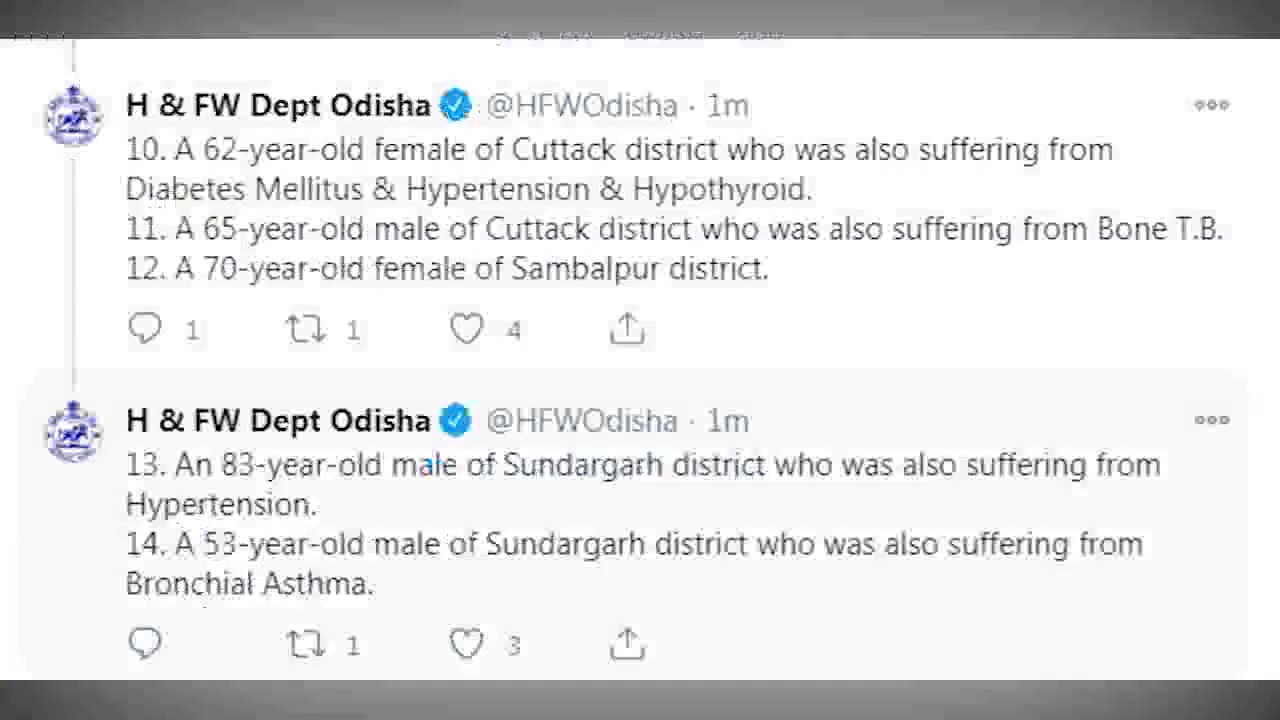 H & FW Dept Odisha @HFWOdisha · 1m
10. A 62-year-old female of Cuttack district who was also suffering from
Diabetes Mellitus & Hypertension & Hypothyroid.
11. A 65-year-old male of Cuttack district who was also suffering from Bone T.B.
12. A 70-year-old female of Sambalpur district.
1 1 4
H & FW Dept Odisha @HFWOdisha · 1m
13. An 83-year-old male of Sundargarh district who was also suffering from
Hypertension.
14. A 53-year-old male of Sundargarh district who was also suffering from
Bronchial Asthma.
1 3